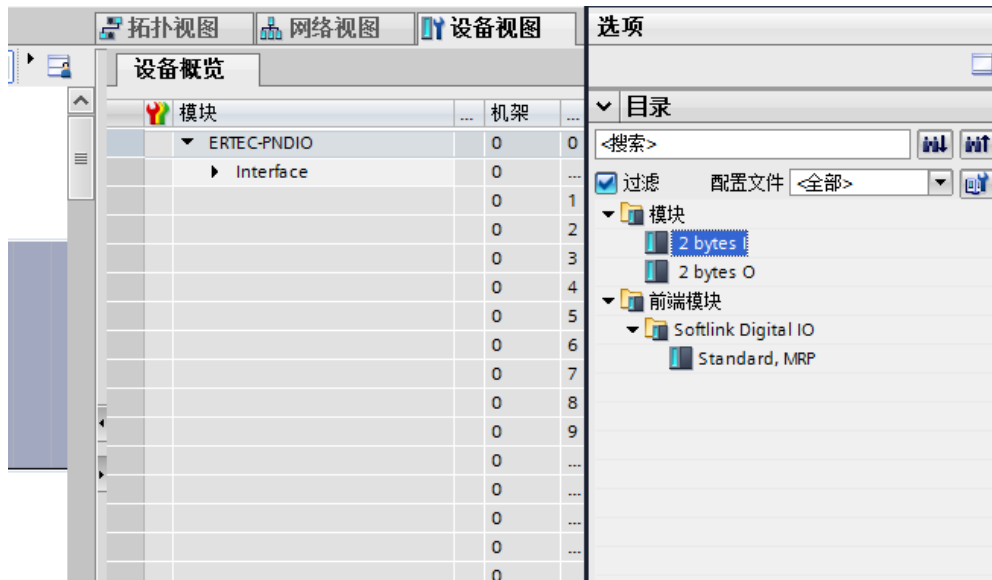 拓扑视图 网络视图 设备视图 选项
设备概览
目录
模块 ... 机架 ...
ERTEC-PNDIO 0 0 <搜索>
Interface 0 ...
过滤 配置文件 <全部>
0 1
模块
0 2
2 bytes I
0 3
2 bytes O
0 4
前端模块
0 5
Softlink Digital IO
0 6
Standard, MRP
0 7
0 8
0 9
0 ...
0 ...
0 ...
0 ...
0